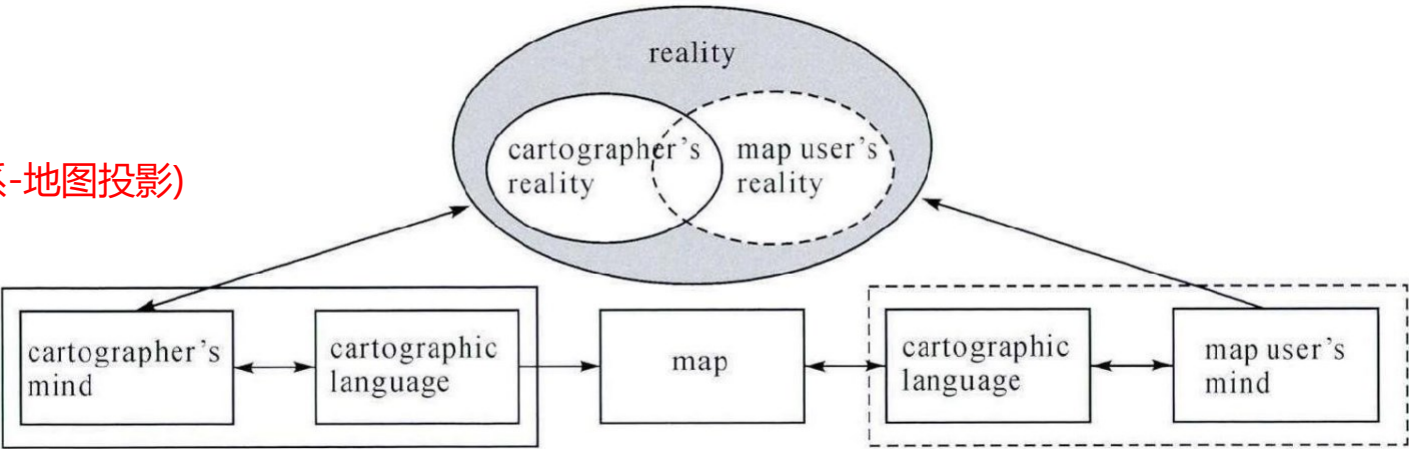 reality
cartographer's
reality
map user's
reality
-地图投影)
cartographer's
mind
cartographic
language
map
cartographic
language
map user's
mind